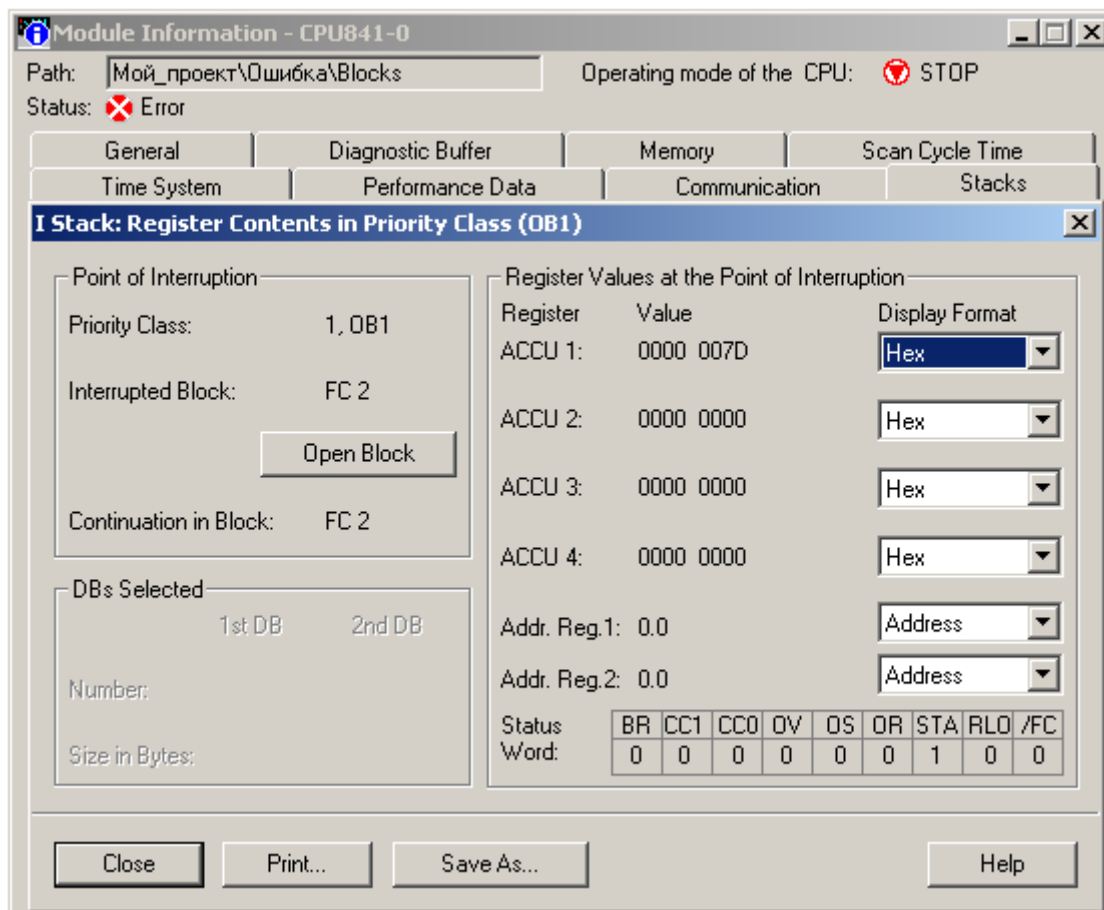 Module Information - CPU841-0
Path: Мой_проект\Ошибка\Blocks Operating mode of the CPU: STOP
Status: Error
General Diagnostic Buffer Memory Scan Cycle Time
Time System Performance Data Communication Stacks
I Stack: Register Contents in Priority Class (OB1)
Point of Interruption
Priority Class: 1, OB1
Interrupted Block: FC 2
Open Block
Continuation in Block: FC 2
DBs Selected
1st DB 2nd DB
Number:
Size in Bytes:
Register Values at the Point of Interruption
Register Value Display Format
ACCU 1: 0000 007D Hex
ACCU 2: 0000 0000 Hex
ACCU 3: 0000 0000 Hex
ACCU 4: 0000 0000 Hex
Addr. Reg.1: 0.0 Address
Addr. Reg.2: 0.0 Address
Status Word:
BR CC1 CC0 OV OS OR STA RLO /FC
0 0 0 0 0 0 1 0 0
Close Print... Save As... Help